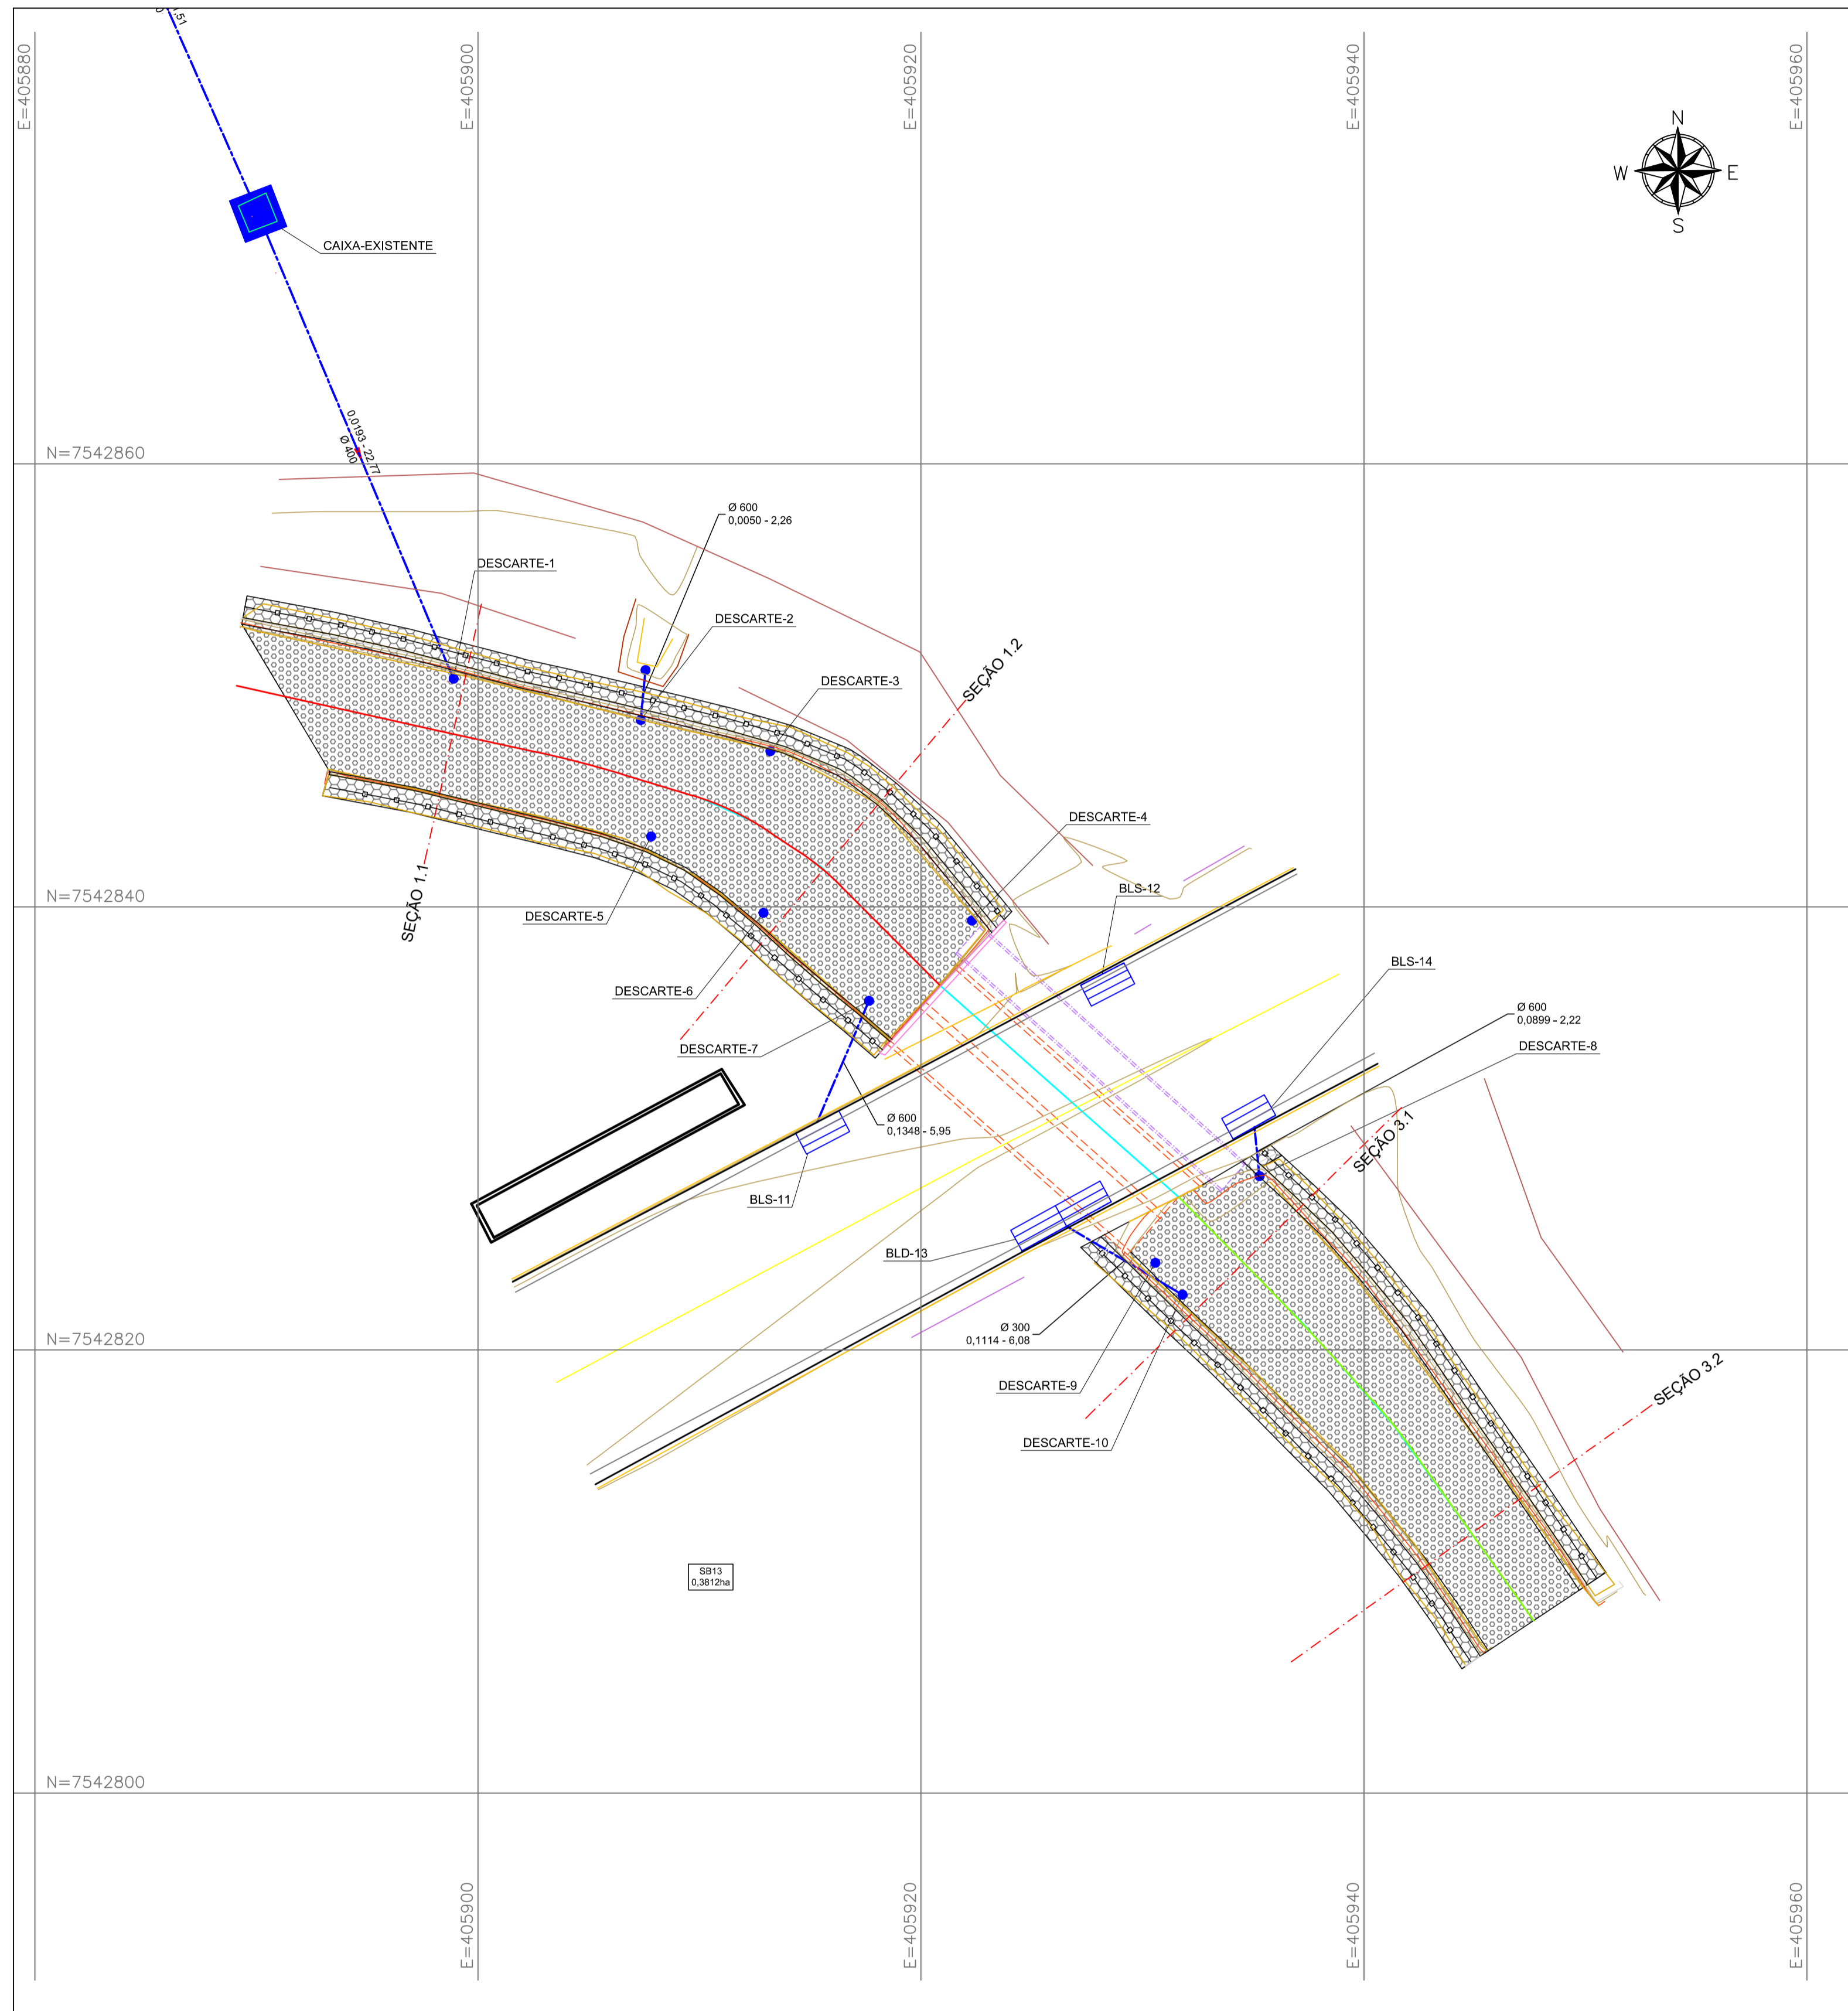 ,51
E=405880
E=405900
E=405920
E=405940
E=405960
N
W
E
S
CAIXA-EXISTENTE
0,0193 - 22,77
Ø 400
N=7542860
Ø 600
0,0050 - 2,26
DESCARTE-1
DESCARTE-2
SEÇÃO 1.2
DESCARTE-3
DESCARTE-4
SEÇÃO 1.1
N=7542840
BLS-12
DESCARTE-5
BLS-14
DESCARTE-6
Ø 600
0,0899 - 2,22
DESCARTE-7
DESCARTE-8
Ø 600
0,1348 - 5,95
SEÇÃO 3.1
BLS-11
BLD-13
Ø 300
0,1114 - 6,08
N=7542820
DESCARTE-9
SEÇÃO 3.2
DESCARTE-10
SB13
0,3812ha
N=7542800
E=405900
E=405920
E=405940
E=405960